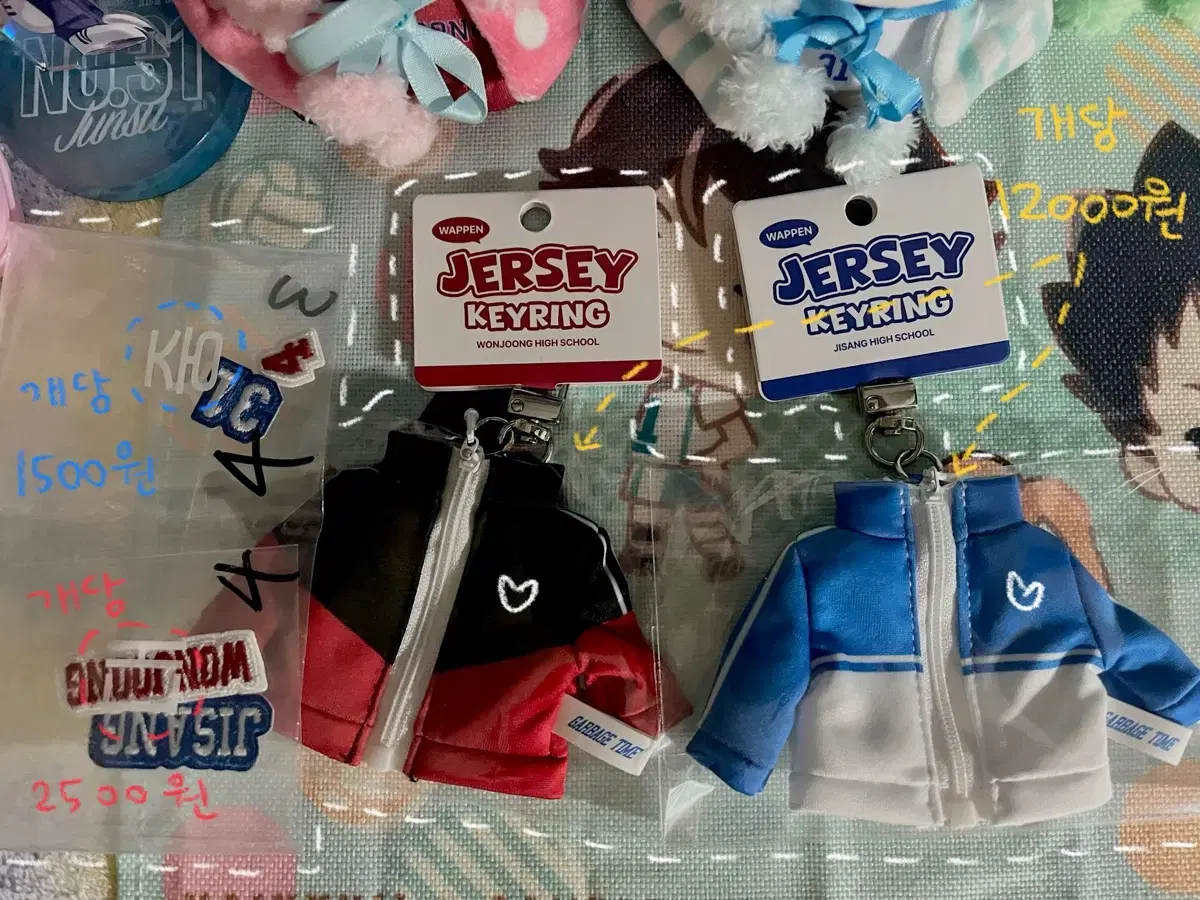 NO.31
Junsu
개당
12000원
WAPPEN
JERSEY
KEYRING
WONJOONG HIGH SCHOOL
WAPPEN
JERSEY
KEYRING
JISANG HIGH SCHOOL
4
개당
1500원
개당
WONJOONG
JISANG
2500원
GARBAGE TIME
GARBAGE TIME